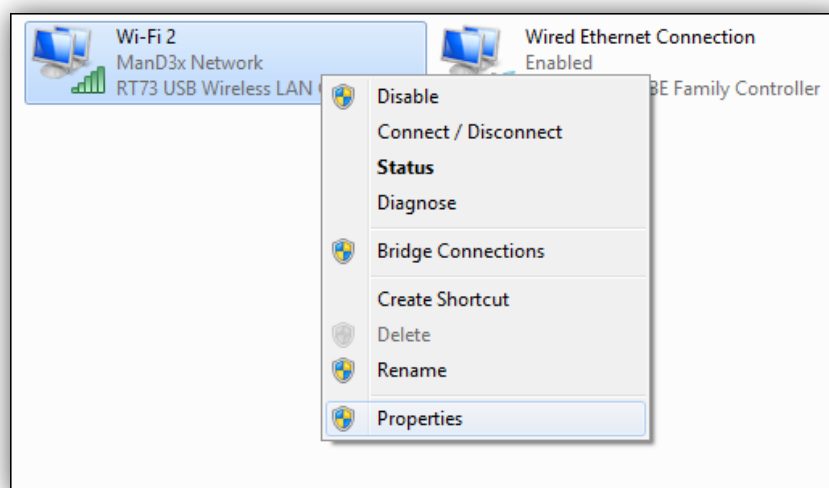 Wi-Fi 2
ManD3x Network
RT73 USB Wireless LAN
Wired Ethernet Connection
Enabled
BE Family Controller
Disable
Connect / Disconnect
Status
Diagnose
Bridge Connections
Create Shortcut
Delete
Rename
Properties